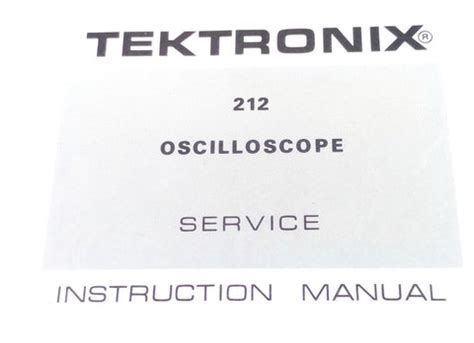 TEKTRONIX®
212
OSCILLOSCOPE
SERVICE
INSTRUCTION MANUAL